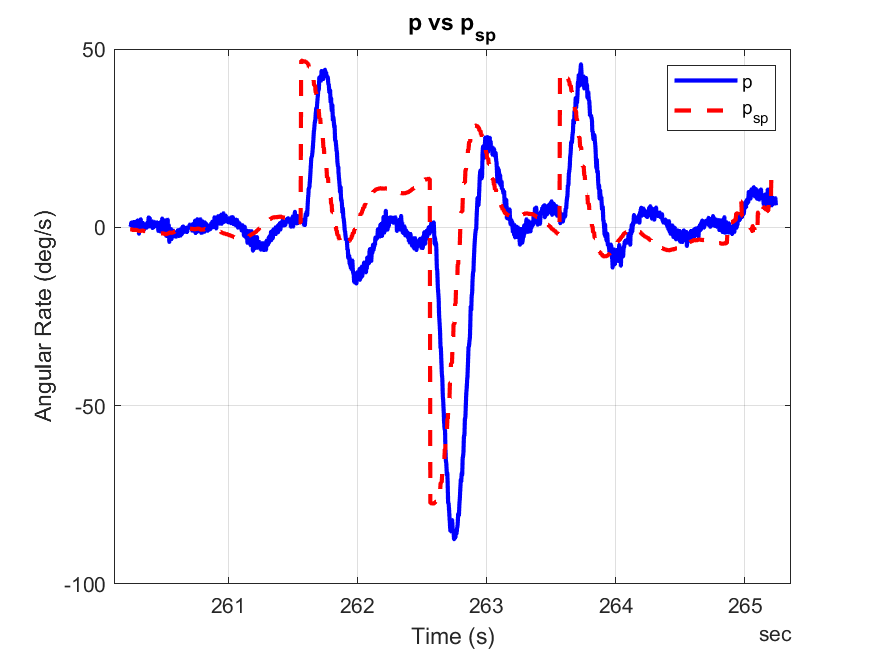 p vs p_sp
50
0
-50
-100
Angular Rate (deg/s)
p
p_sp
261 262 263 264 265
Time (s)
sec